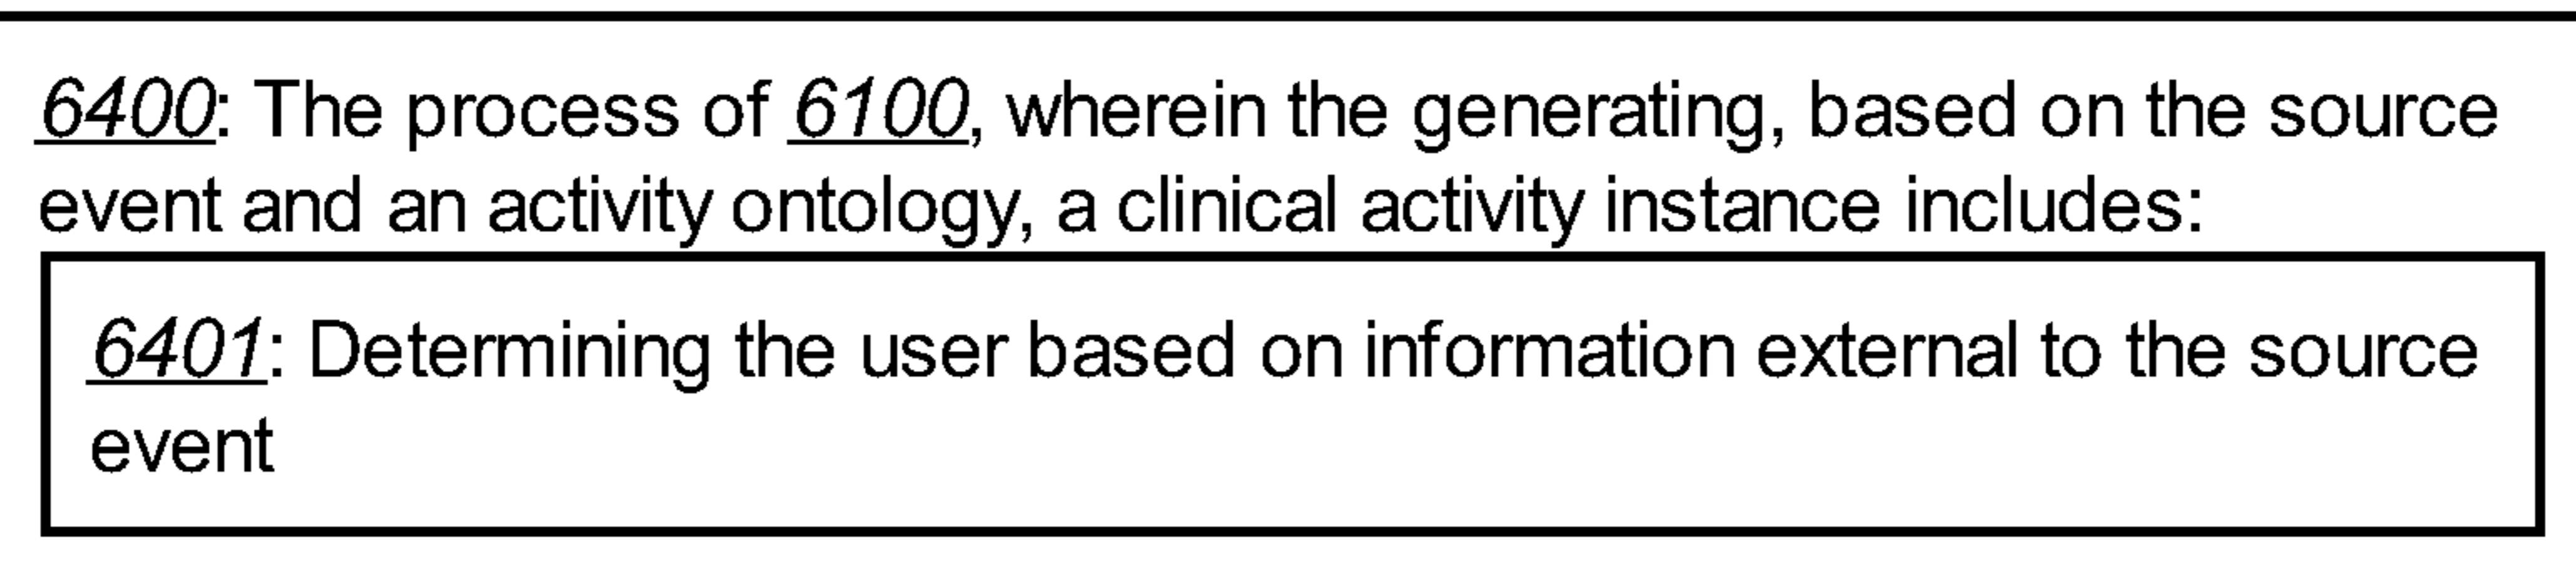 6400: The process of 6100, wherein the generating, based on the source
event and an activity ontology, a clinical activity instance includes:
6401: Determining the user based on information external to the source
event